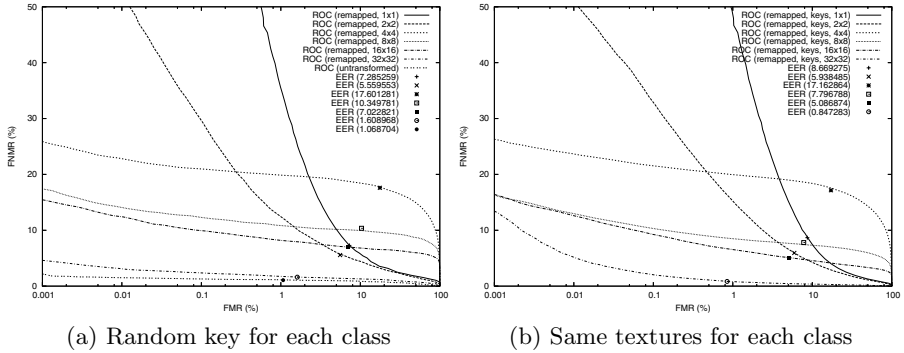 50
40
30
20
10
0
FNMR (%)
0.001
0.01
0.1
1
10
100
FMR (%)
ROC (remapped, 1x1)
ROC (remapped, 2x2)
ROC (remapped, 4x4)
ROC (remapped, 8x8)
ROC (remapped, 16x16)
ROC (remapped, 32x32)
ROC (untransformed)
EER (7.285259)
EER (5.559553)
EER (17.601281)
EER (10.349781)
EER (7.022821)
EER (1.608968)
EER (1.068704)
(a) Random key for each class
50
40
30
20
10
0
FNMR (%)
0.001
0.01
0.1
1
10
100
FMR (%)
ROC (remapped, keys, 1x1)
ROC (remapped, keys, 2x2)
ROC (remapped, keys, 4x4)
ROC (remapped, keys, 8x8)
ROC (remapped, keys, 16x16)
ROC (remapped, keys, 32x32)
EER (8.669275)
EER (5.938485)
EER (17.162864)
EER (7.796788)
EER (5.086874)
EER (0.847283)
(b) Same textures for each class